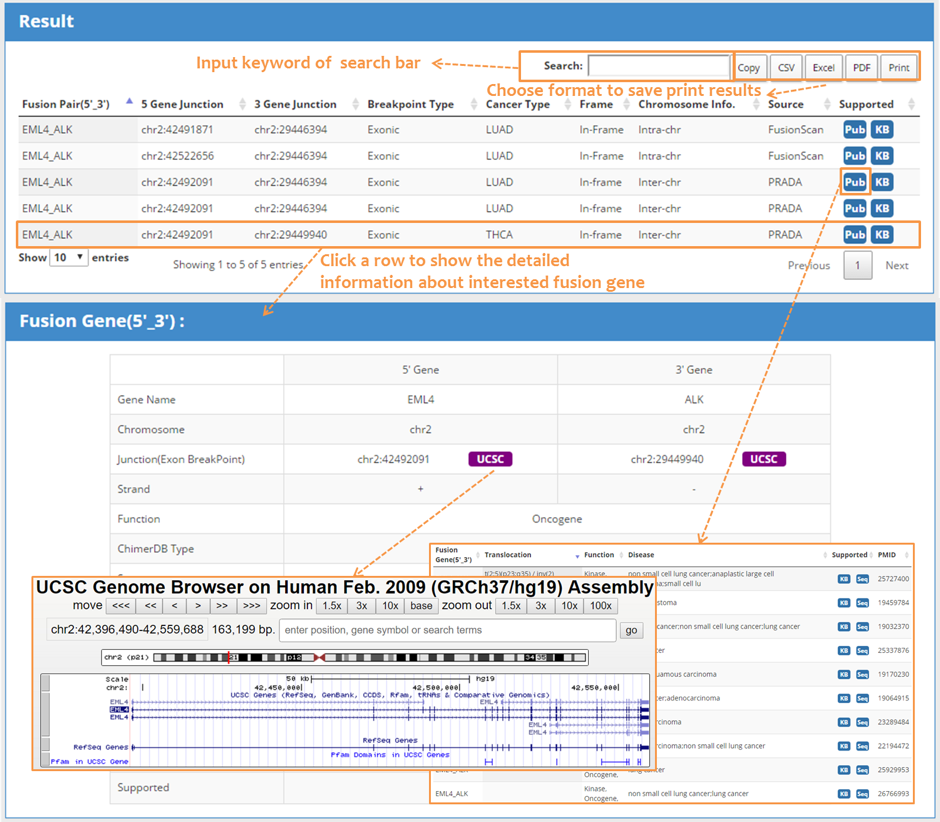 Result
Input keyword of search bar
Search: Copy CSV Excel PDF Print
Choose format to save print results
Fusion Pair(5'_3') 5 Gene Junction 3 Gene Junction Breakpoint Type Cancer Type Frame Chromosome Info. Source Supported
EML4_ALK chr2:42491871 chr2:29446394 Exonic LUAD In-Frame Intra-chr FusionScan Pub KB
EML4_ALK chr2:42522656 chr2:29446394 Exonic LUAD In-Frame Intra-chr FusionScan Pub KB
EML4_ALK chr2:42492091 chr2:29446394 Exonic LUAD In-frame Inter-chr PRADA Pub KB
EML4_ALK chr2:42492091 chr2:29446394 Exonic LUAD In-frame Inter-chr PRADA Pub KB
EML4_ALK chr2:42492091 chr2:29449940 Exonic THCA In-frame Inter-chr PRADA Pub KB
Show 10 entries
Showing 1 to 5 of 5 entries
Click a row to show the detailed
information about interested fusion gene
Previous 1 Next
Fusion Gene(5'_3') :
5' Gene 3' Gene
Gene Name EML4 ALK
Chromosome chr2 chr2
Junction(Exon BreakPoint) chr2:42492091 UCSC chr2:29449940 UCSC
Strand + -
Function Oncogene
ChimerDB Type
Fusion
Gene(5'_3') Translocation Function Disease Supported PMID
t(2;5)(p23;q35) / inv(2) Kinase, non small cell lung cancer;anaplastic large cell
ma;small cell lu KB Seq 25727400
stoma KB Seq 19459784
cancer;non small cell lung cancer;lung cancer KB Seq 19032370
cer KB Seq 25337876
uamous carcinoma KB Seq 19170230
cer;adenocarcinoma KB Seq 19064915
cinoma KB Seq 23289484
cinoma;non small cell lung cancer KB Seq 22194472
Oncogene, KB Seq 25929953
EML4_ALK Kinase,
Oncogene, non small cell lung cancer;lung cancer KB Seq 26766993
UCSC Genome Browser on Human Feb. 2009 (GRCh37/hg19) Assembly
move <<< << < > >> >>> zoom in 1.5x 3x 10x base zoom out 1.5x 3x 10x 100x
chr2:42,396,490-42,559,688 163,199 bp. enter position, gene symbol or search terms go
chr2 (p21) 21 p12 34 35
Scale 50 kb hg19
chr2: 42,450,000 42,500,000 42,550,000
UCSC Genes (RefSeq, GenBank, CCDS, Rfam, tRNAs & Comparative Genomics)
EML4 EML4
EML4
EML4
EML4
EML4
RefSeq Genes
RefSeq Genes
Pfam Domains in UCSC Genes
Pfam in UCSC Gene
Supported